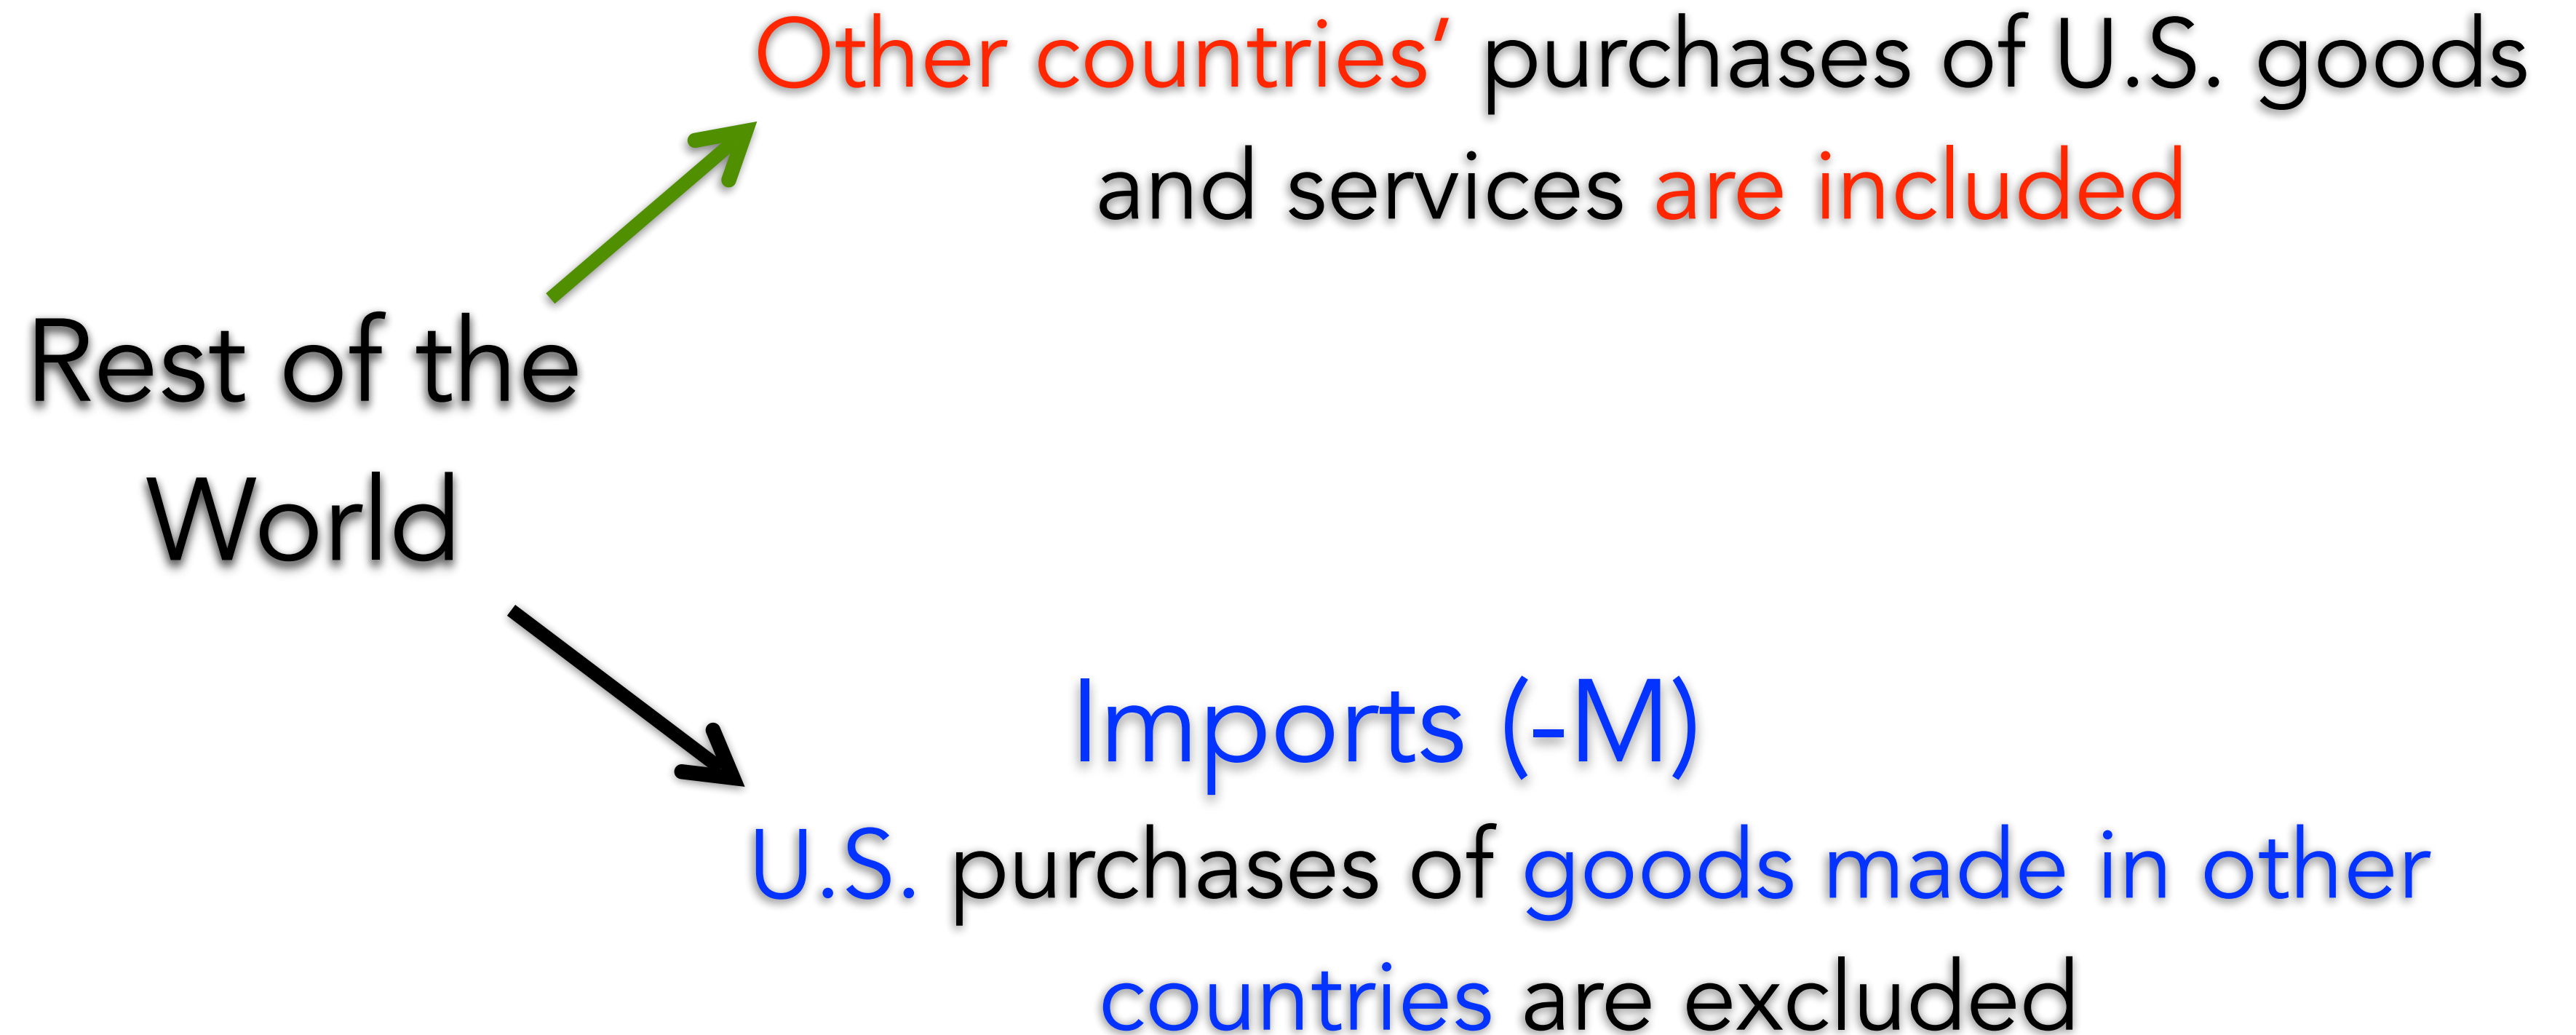 Other countries’ purchases of U.S. goods
and services are included
Rest of the
World
Imports (-M)
U.S. purchases of goods made in other
countries are excluded